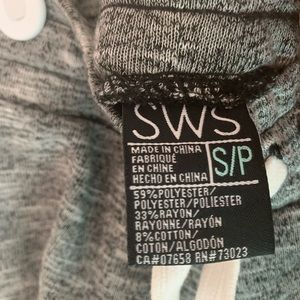 SWS
MADE IN CHINA
FABRIQUÉ
EN CHINE
HECHO EN CHINA
S/P
59% POLYESTER/
POLYESTER/POLIESTER
33% RAYON/
RAYONNE/RAYÓN/
8% COTTON/
COTON/ALGODÓN
CA#07658 RN#73023